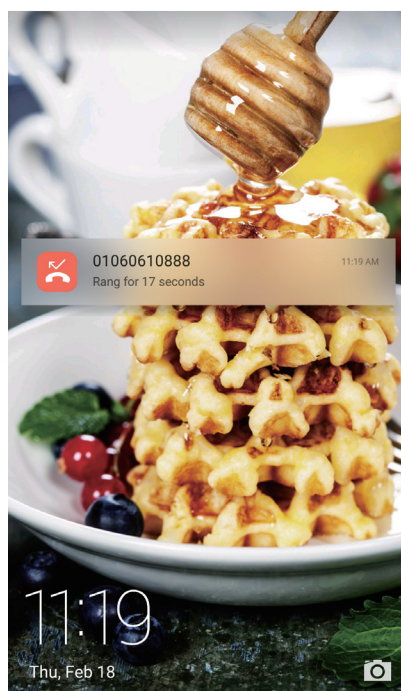 01060610888
11:19 AM
Rang for 17 seconds
11:19
Thu, Feb 18